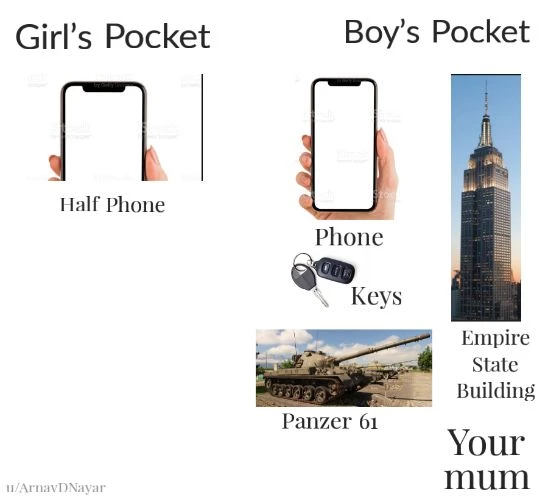 Girl's Pocket
Boy's Pocket
Half Phone
Phone
Keys
Panzer 61
Empire
State
Building
Your
mum
u/ArnavDNayar